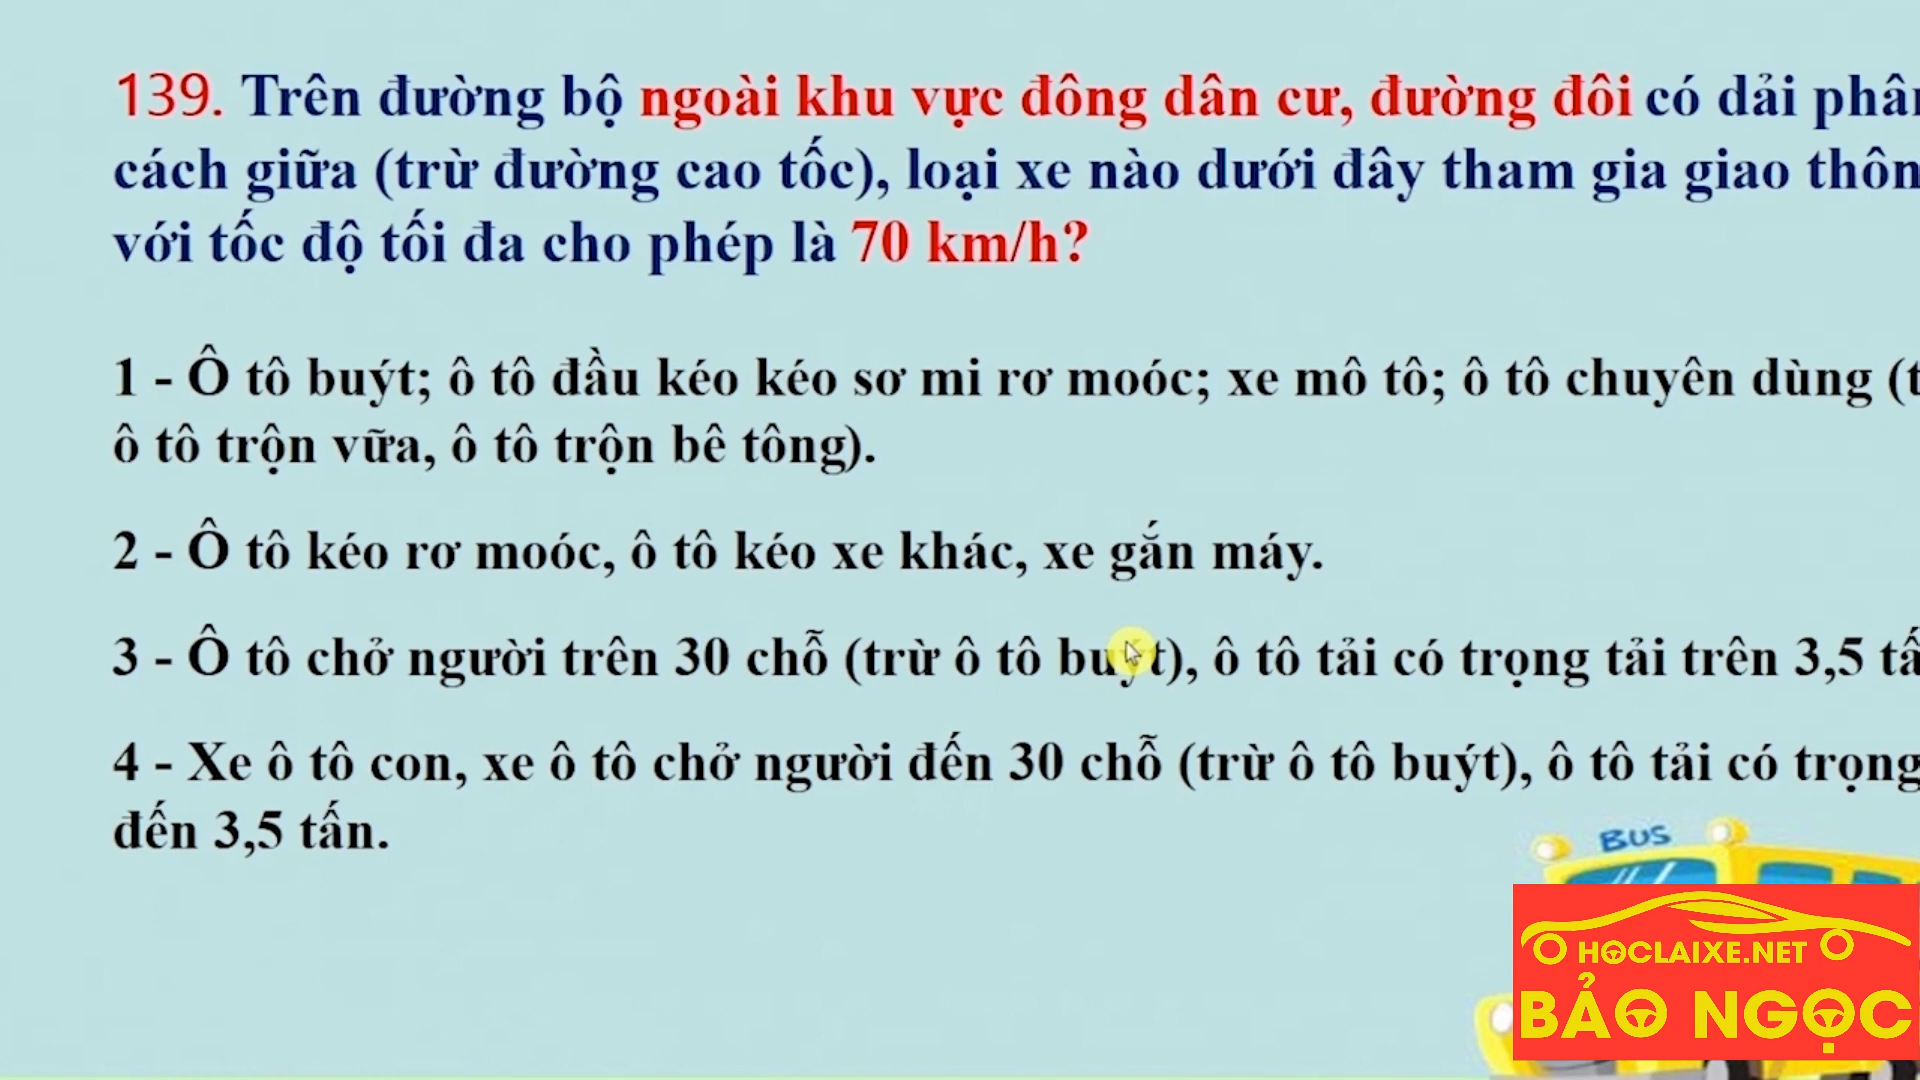 139. Trên đường bộ ngoài khu vực đông dân cư, đường đôi có dải
cách giữa (trừ đường cao tốc), loại xe nào dưới đây tham gia giao
với tốc độ tối đa cho phép là 70 km/h?
1 - Ô tô buýt; ô tô đầu kéo kéo sơ mi rơ moóc; xe mô tô; ô tô chuyên dùng
ô tô trộn vữa, ô tô trộn bê tông).
2 - Ô tô kéo rơ moóc, ô tô kéo xe khác, xe gắn máy.
3 - Ô tô chở người trên 30 chỗ (trừ ô tô buýt), ô tô tải có trọng tải trên 3,5
4 - Xe ô tô con, xe ô tô chở người đến 30 chỗ (trừ ô tô buýt), ô tô tải có trọng
đến 3,5 tấn.
BUS
HOCLAIXE.NET
BẢO NGỌC